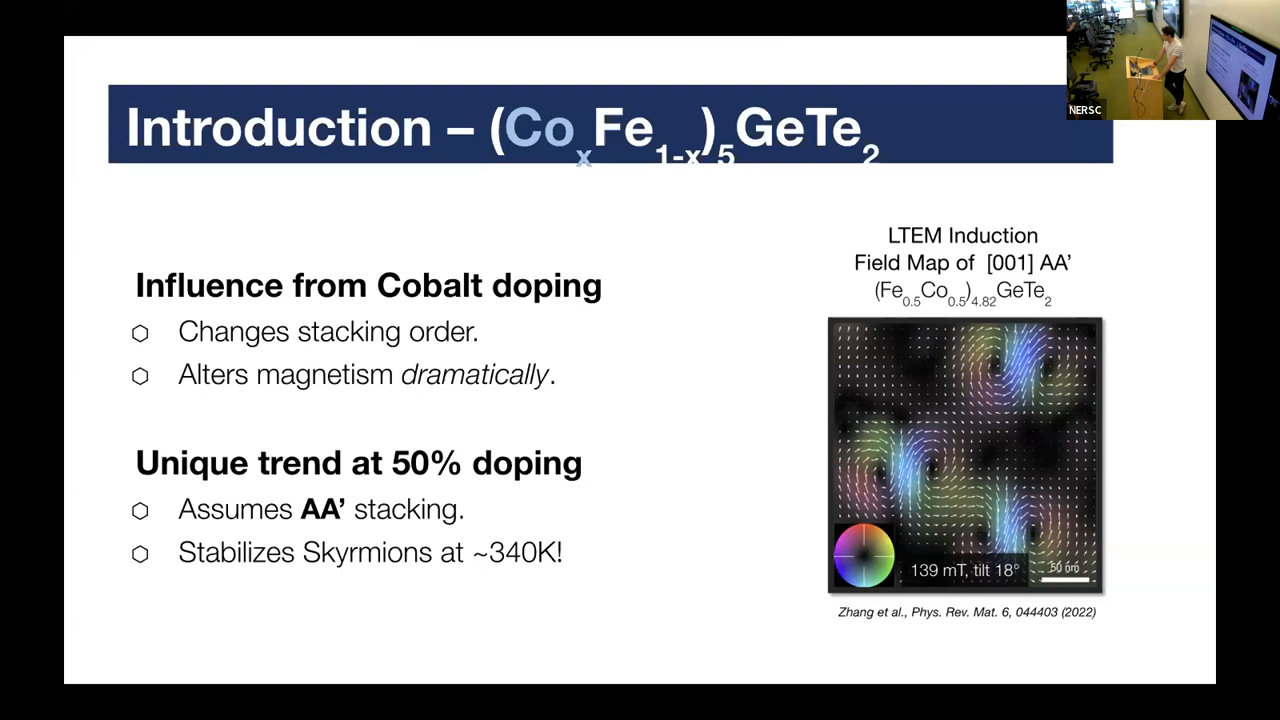 NERSC
Introduction – (CoₓFe₁₋ₓ)₅GeTe₂
LTEM Induction
Field Map of [001] AA’
(Fe₀.₅Co₀.₅)₄.₈₂GeTe₂
Influence from Cobalt doping
Changes stacking order.
Alters magnetism dramatically.
Unique trend at 50% doping
Assumes AA’ stacking.
Stabilizes Skyrmions at ~340K!
139 mT, tilt 18°
50 nm
Zhang et al., Phys. Rev. Mat. 6, 044403 (2022)